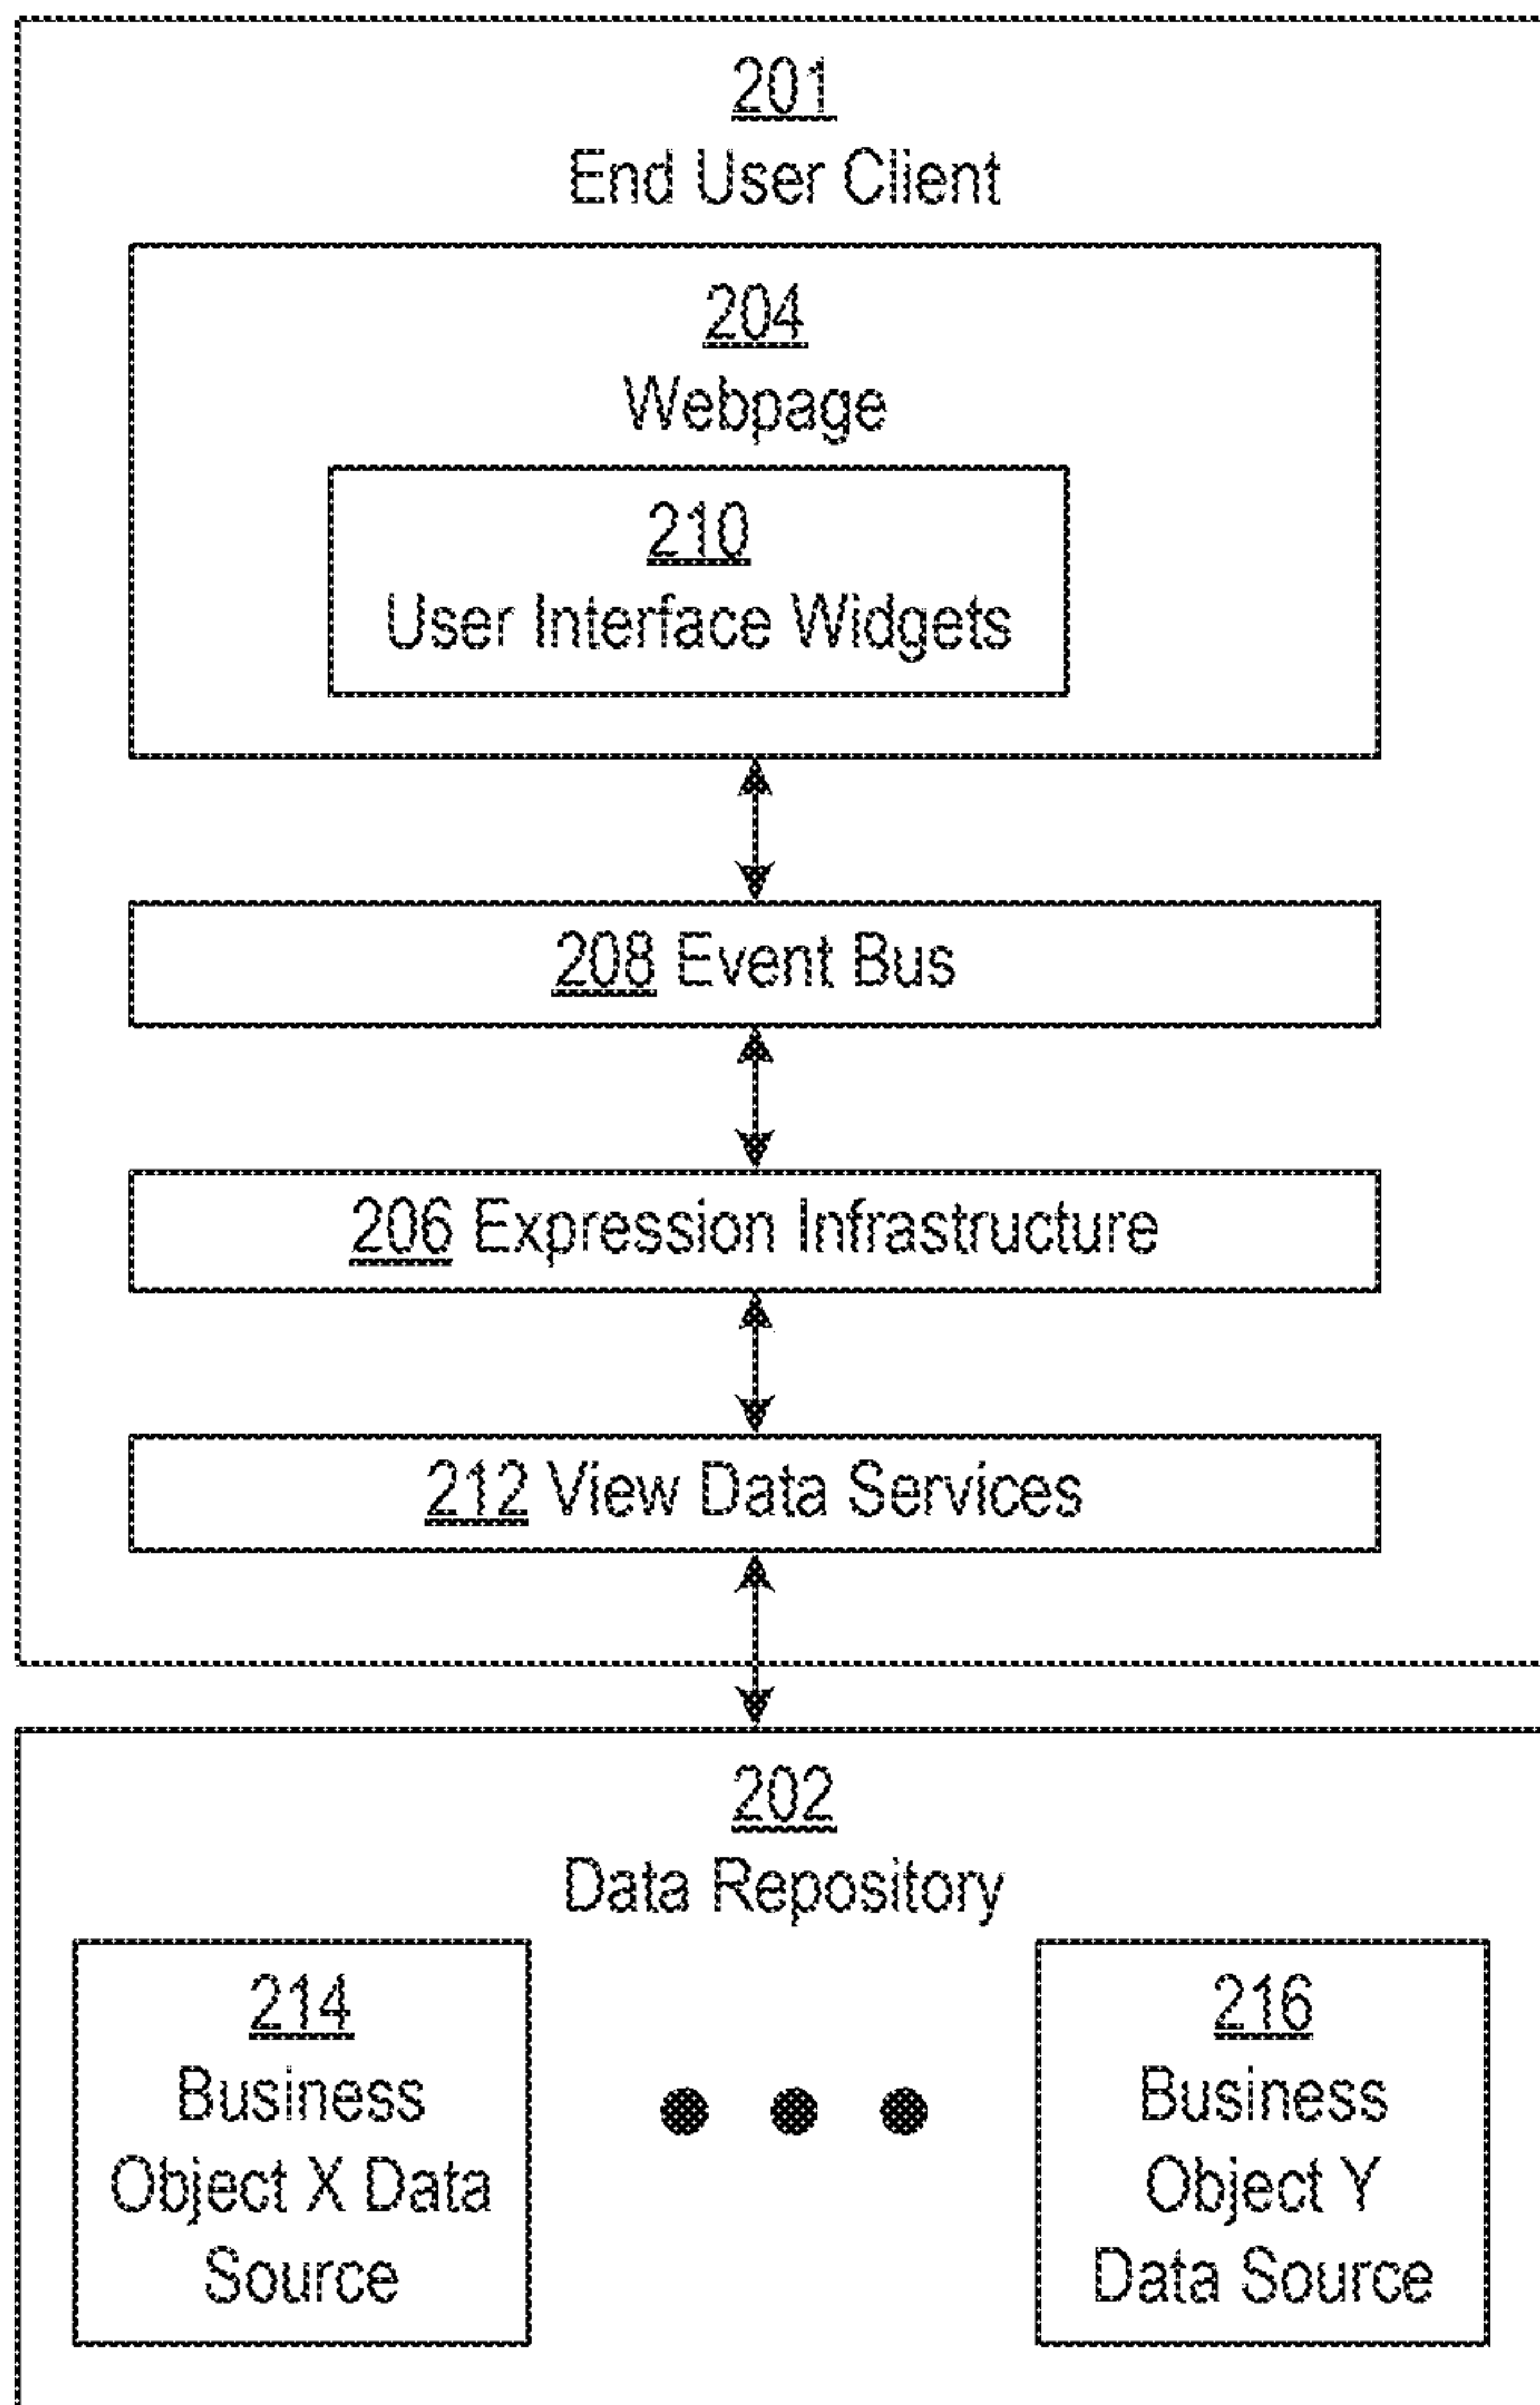 201
End User Client
204
Webpage
210
User Interface Widgets
208 Event Bus
206 Expression Infrastructure
212 View Data Services
202
Data Repository
214
Business
Object X Data
Source
216
Business
Object Y
Data Source